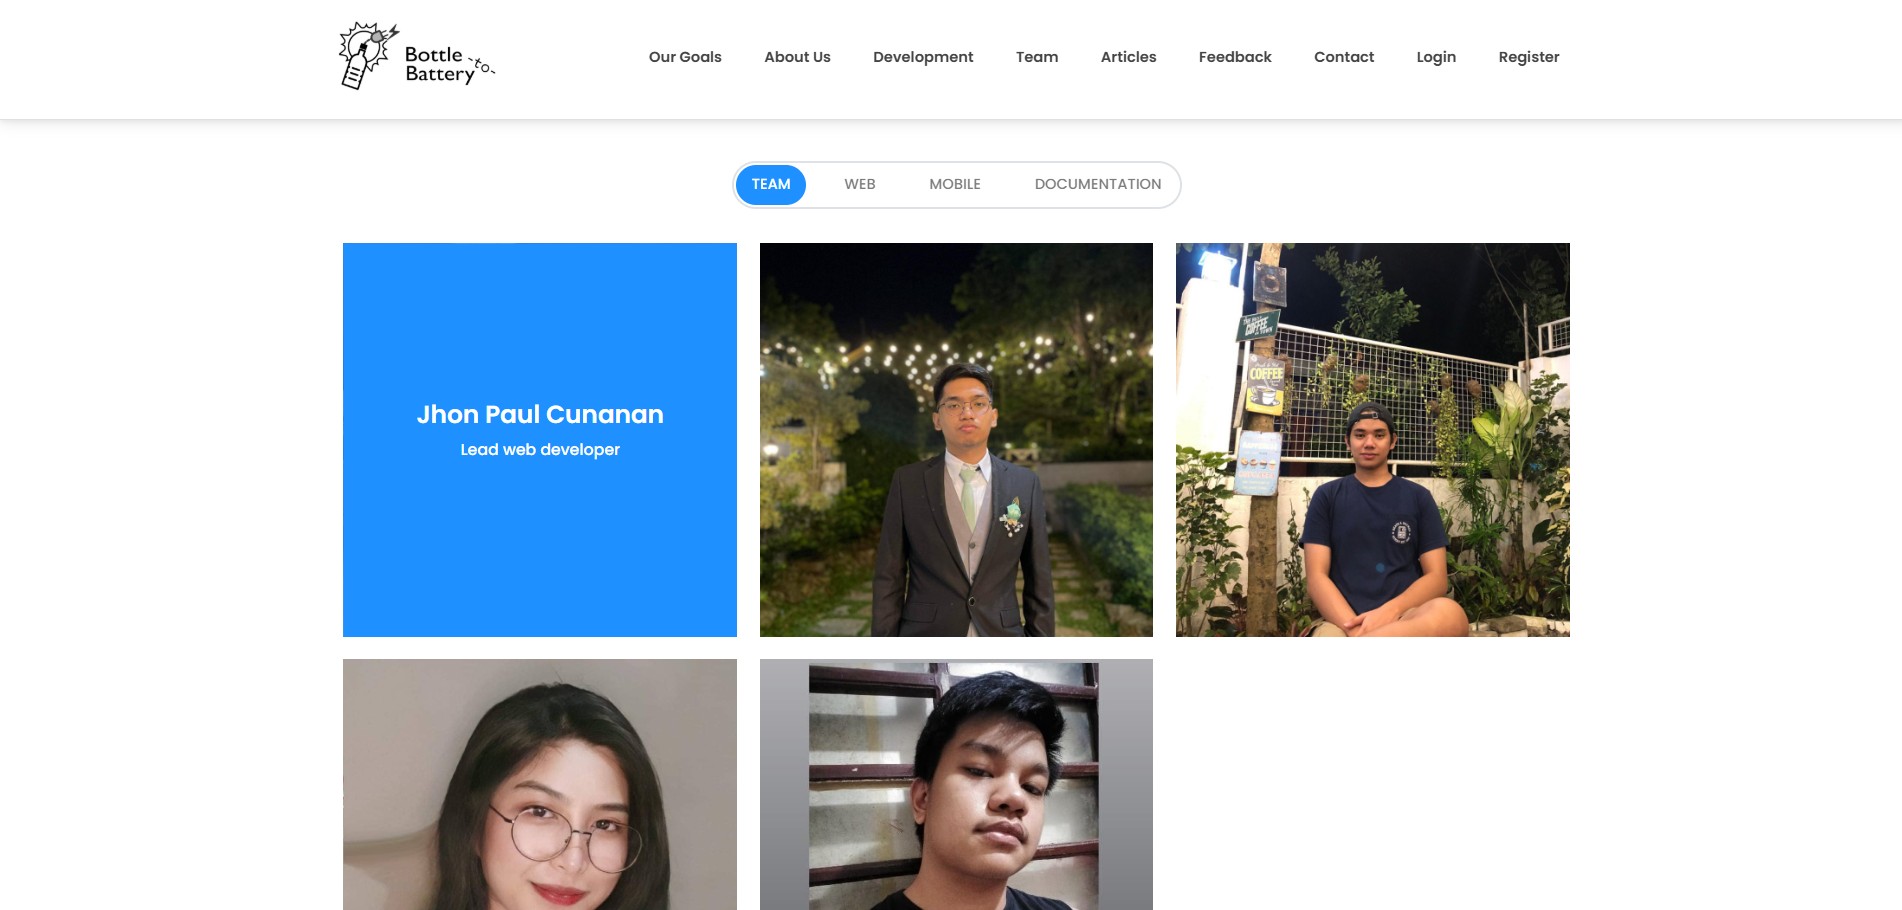 Bottle
-to-
Battery
Our Goals
About Us
Development
Team
Articles
Feedback
Contact
Login
Register
TEAM
WEB
MOBILE
DOCUMENTATION
Jhon Paul Cunanan
Lead web developer
COFFEE
COFFEE